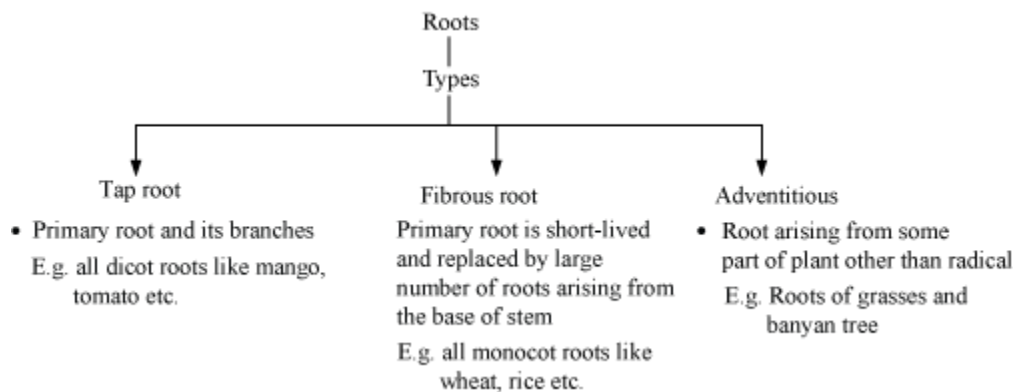 Roots
Types
Tap root
• Primary root and its branches
E.g. all dicot roots like mango,
tomato etc.
Fibrous root
Primary root is short-lived
and replaced by large
number of roots arising from
the base of stem
E.g. all monocot roots like
wheat, rice etc.
Adventitious
• Root arising from some
part of plant other than radical
E.g. Roots of grasses and
banyan tree